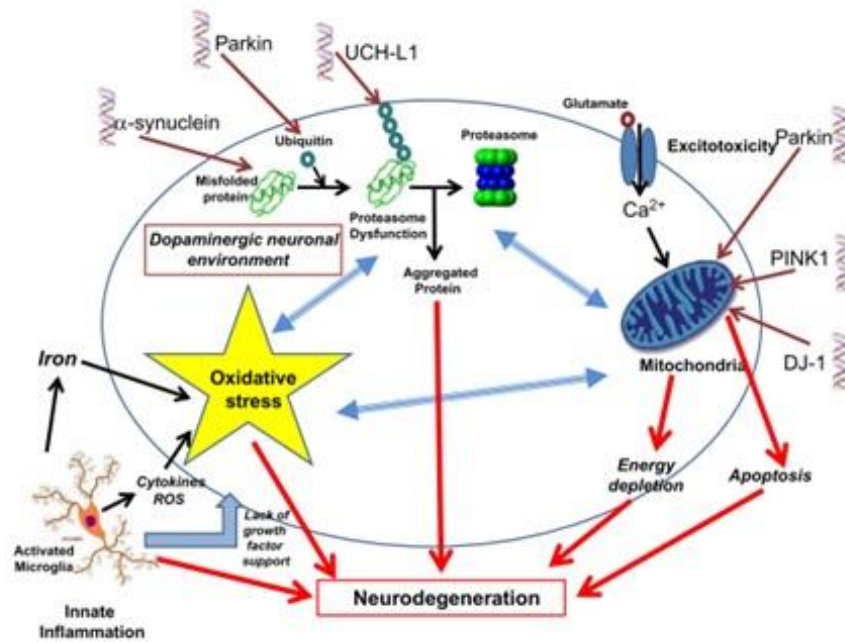 Parkin
UCH-L1
α-synuclein
Glutamate
Ubiquitin
Proteasome
Excitotoxicity
Parkin
Misfolded
protein
Ca2+
Proteasome
Dysfunction
Dopaminergic neuronal
environment
PINK1
Aggregated
Protein
Iron
Oxidative
stress
Mitochondria
DJ-1
Cytokines
ROS
Energy
depletion
Apoptosis
Lack of
growth
factor
support
Activated
Microglia
Neurodegeneration
Innate
Inflammation